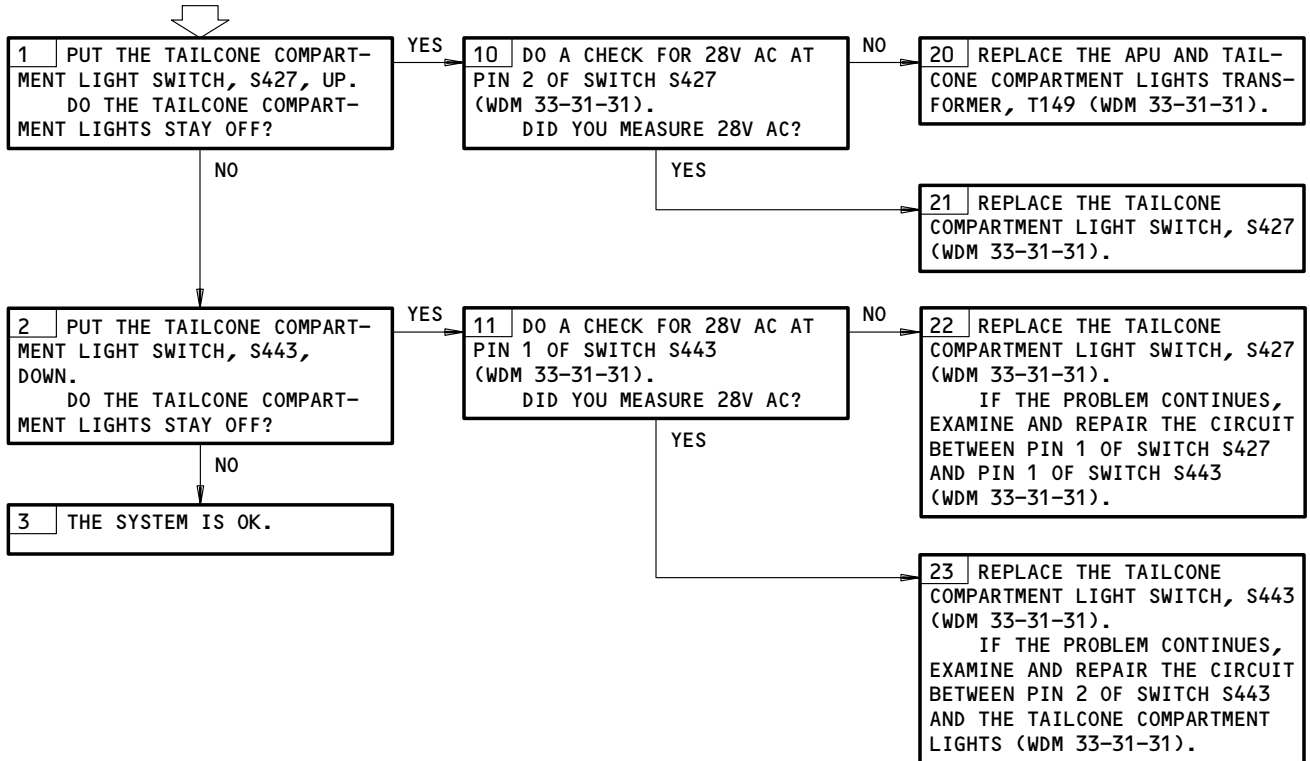 1 PUT THE TAILCONE COMPART-
MENT LIGHT SWITCH, S427, UP.
DO THE TAILCONE COMPART-
MENT LIGHTS STAY OFF?
YES
NO
10 DO A CHECK FOR 28V AC AT
PIN 2 OF SWITCH S427
(WDM 33-31-31).
DID YOU MEASURE 28V AC?
NO
YES
20 REPLACE THE APU AND TAIL-
CONE COMPARTMENT LIGHTS TRANS-
FORMER, T149 (WDM 33-31-31).
21 REPLACE THE TAILCONE
COMPARTMENT LIGHT SWITCH, S427
(WDM 33-31-31).
2 PUT THE TAILCONE COMPART-
MENT LIGHT SWITCH, S443,
DOWN.
DO THE TAILCONE COMPART-
MENT LIGHTS STAY OFF?
YES
NO
11 DO A CHECK FOR 28V AC AT
PIN 1 OF SWITCH S443
(WDM 33-31-31).
DID YOU MEASURE 28V AC?
NO
YES
22 REPLACE THE TAILCONE
COMPARTMENT LIGHT SWITCH, S427
(WDM 33-31-31).
IF THE PROBLEM CONTINUES,
EXAMINE AND REPAIR THE CIRCUIT
BETWEEN PIN 1 OF SWITCH S427
AND PIN 1 OF SWITCH S443
(WDM 33-31-31).
3 THE SYSTEM IS OK.
23 REPLACE THE TAILCONE
COMPARTMENT LIGHT SWITCH, S443
(WDM 33-31-31).
IF THE PROBLEM CONTINUES,
EXAMINE AND REPAIR THE CIRCUIT
BETWEEN PIN 2 OF SWITCH S443
AND THE TAILCONE COMPARTMENT
LIGHTS (WDM 33-31-31).